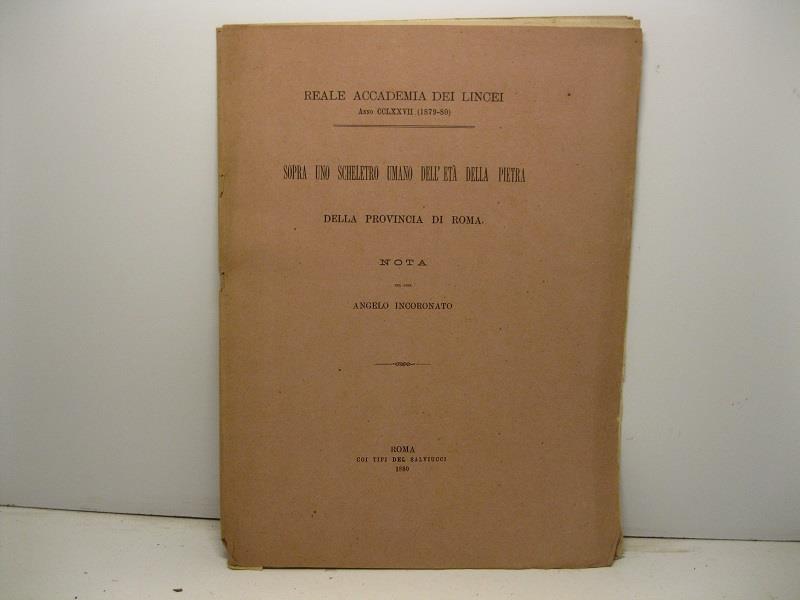 REALE ACCADEMIA DEI LINCEI
ANNO CCLXXVII (1879-80)
SOPRA UNO SCHELETRO UMANO DELL'ETÀ DELLA PIETRA
DELLA PROVINCIA DI ROMA.
NOTA
ANGELO INCORONATO
ROMA
COI TIPI DEL SALVIUCCI
1880